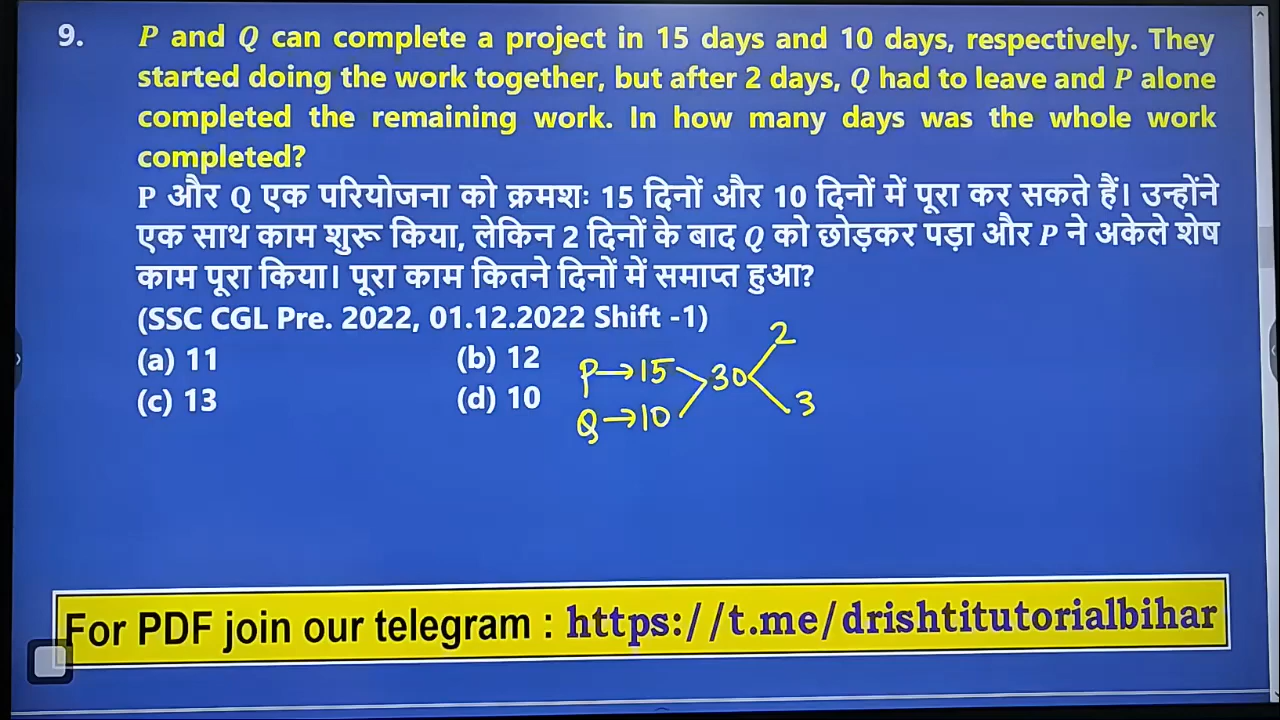 9. P and Q can complete a project in 15 days and 10 days, respectively. They
started doing the work together, but after 2 days, Q had to leave and P alone
completed the remaining work. In how many days was the whole work
completed?
P और Q एक परियोजना को क्रमशः 15 दिनों और 10 दिनों में पूरा कर सकते हैं। उन्होंने
एक साथ काम शुरू किया, लेकिन 2 दिनों के बाद Q को छोड़कर पड़ा और P ने अकेले शेष
काम पूरा किया। पूरा काम कितने दिनों में समाप्त हुआ?
(SSC CGL Pre. 2022, 01.12.2022 Shift -1)
(a) 11 (b) 12
(c) 13 (d) 10
P→15 30 2
Q→10 3
For PDF join our telegram : https://t.me/drishtitutorialbihar